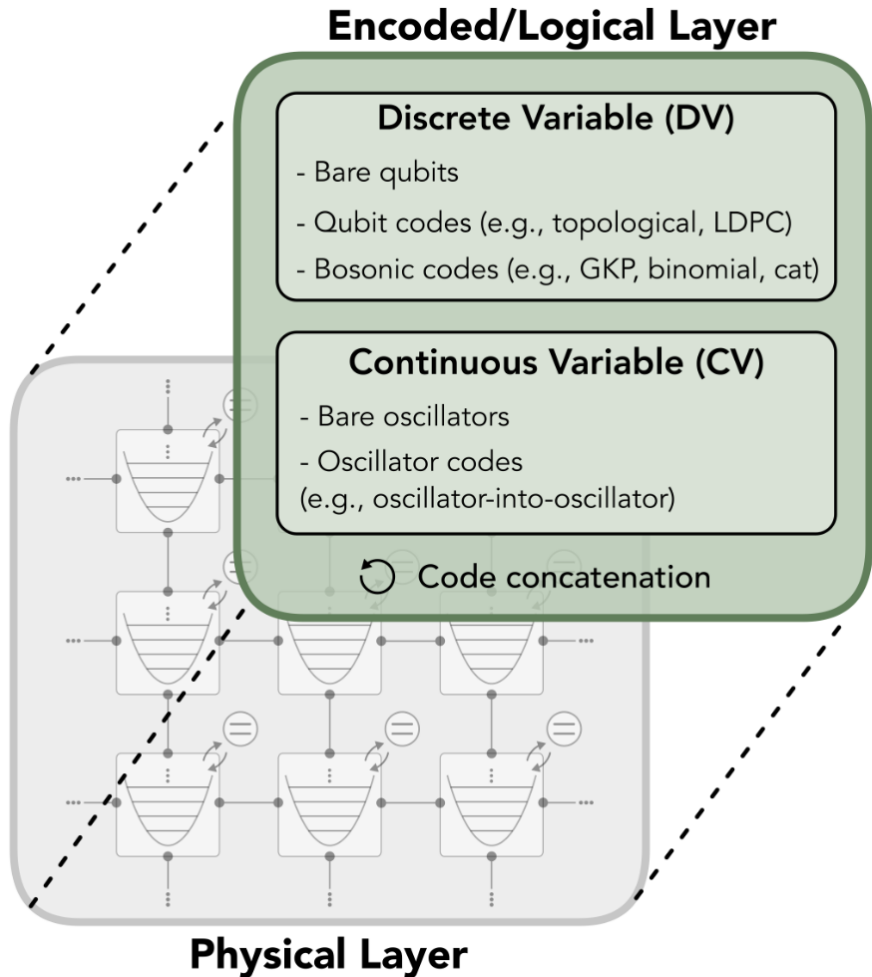 Encoded/Logical Layer
Discrete Variable (DV)
- Bare qubits
- Qubit codes (e.g., topological, LDPC)
- Bosonic codes (e.g., GKP, binomial, cat)
Continuous Variable (CV)
- Bare oscillators
- Oscillator codes
(e.g., oscillator-into-oscillator)
Code concatenation
Physical Layer